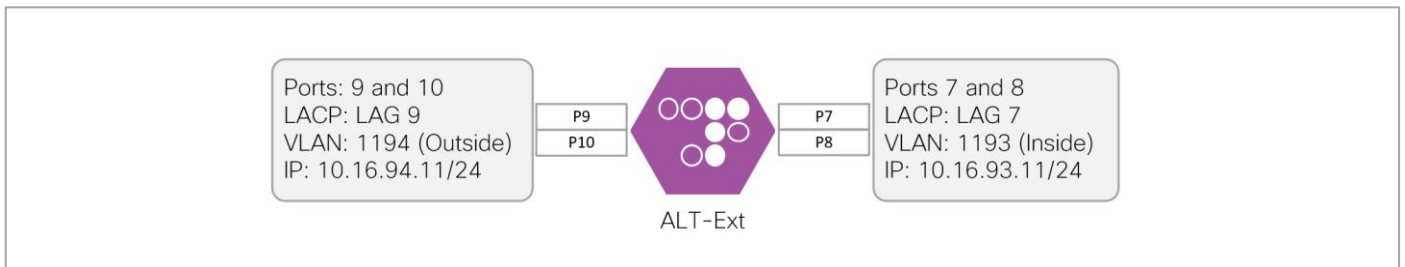 Ports: 9 and 10
LACP: LAG 9
VLAN: 1194 (Outside)
IP: 10.16.94.11/24
P9
P10
P7
P8
Ports 7 and 8
LACP: LAG 7
VLAN: 1193 (Inside)
IP: 10.16.93.11/24
ALT-Ext